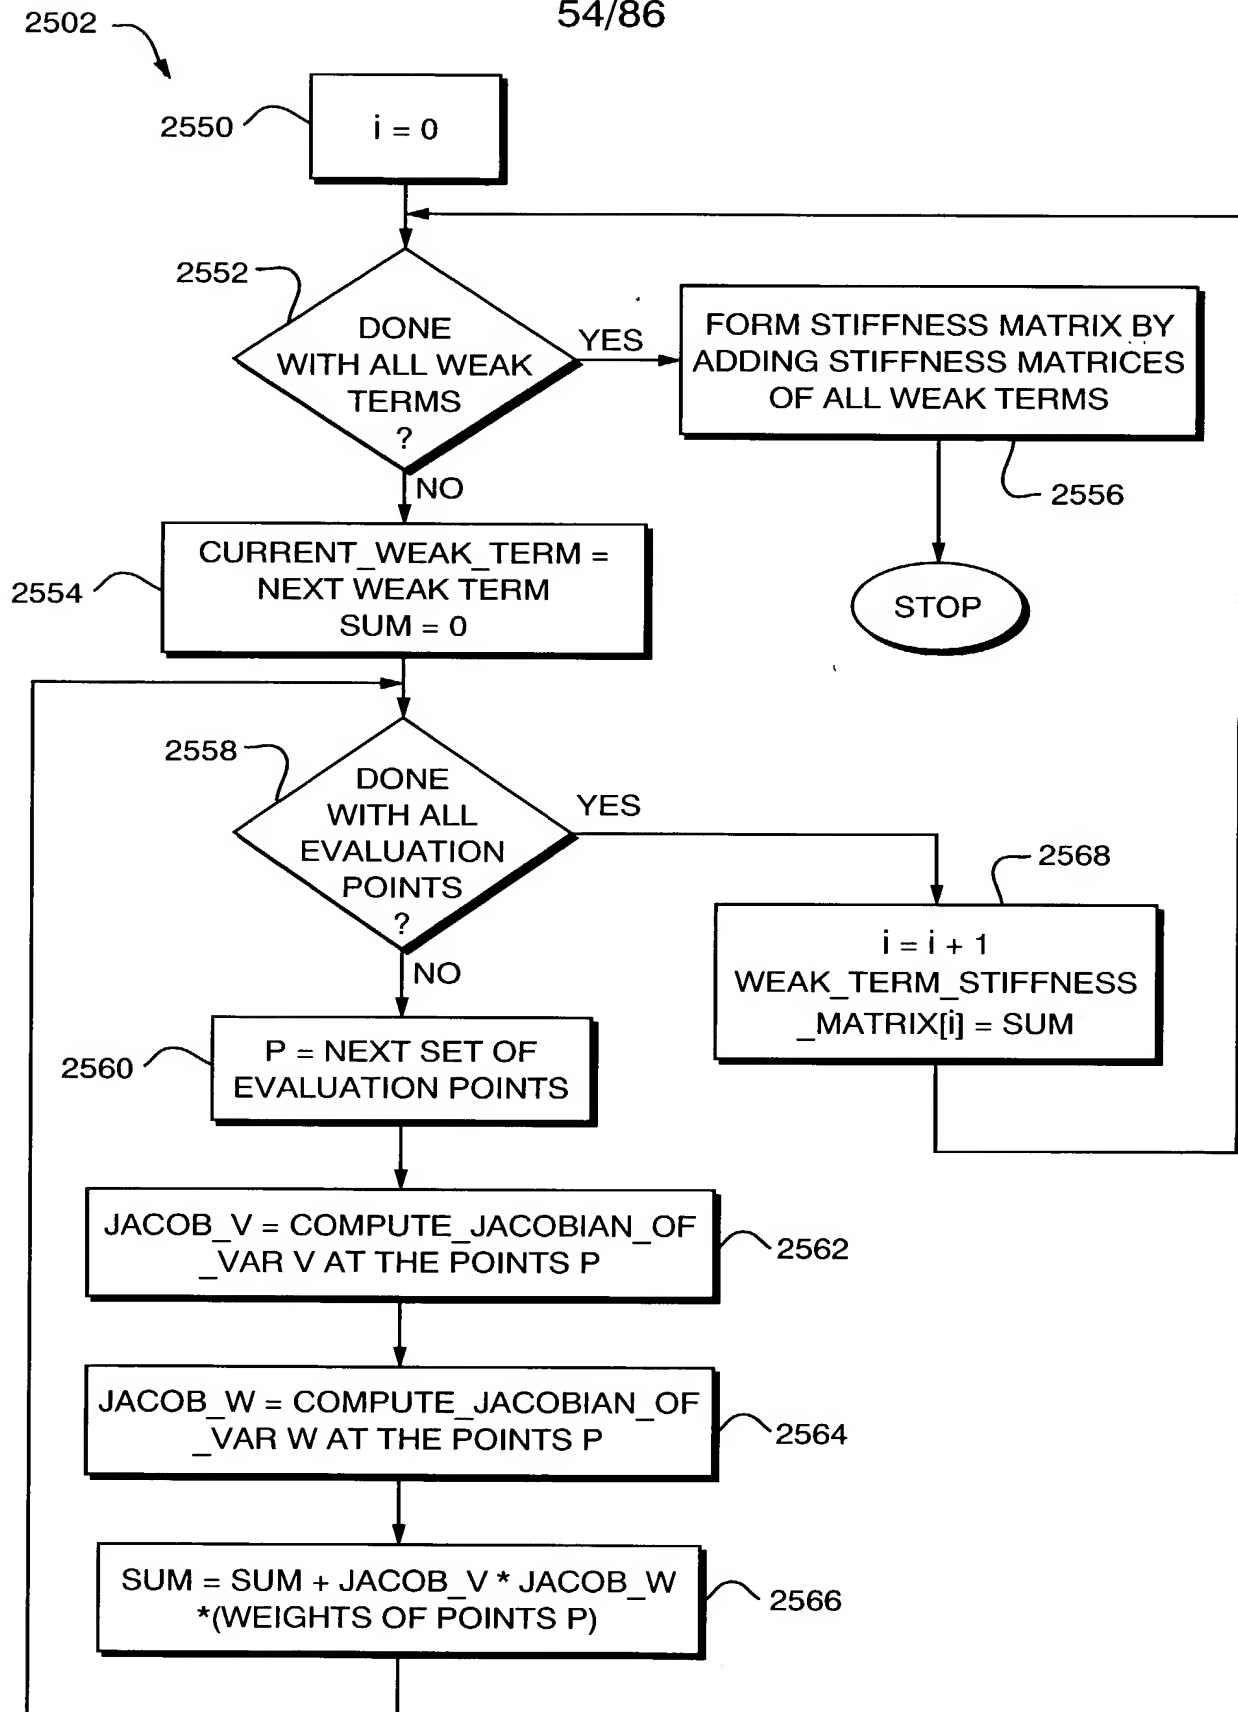 54/86
2502
2550
i = 0
2552
DONE
WITH ALL WEAK
TERMS
?
YES
FORM STIFFNESS MATRIX BY
ADDING STIFFNESS MATRICES
OF ALL WEAK TERMS
2556
NO
STOP
2554
CURRENT_WEAK_TERM =
NEXT WEAK TERM
SUM = 0
2558
DONE
WITH ALL
EVALUATION
POINTS
?
YES
2568
i = i + 1
WEAK_TERM_STIFFNESS
_MATRIX[i] = SUM
NO
2560
P = NEXT SET OF
EVALUATION POINTS
JACOB_V = COMPUTE_JACOBIAN_OF
_VAR V AT THE POINTS P
2562
JACOB_W = COMPUTE_JACOBIAN_OF
_VAR W AT THE POINTS P
2564
SUM = SUM + JACOB_V * JACOB_W
*(WEIGHTS OF POINTS P)
2566